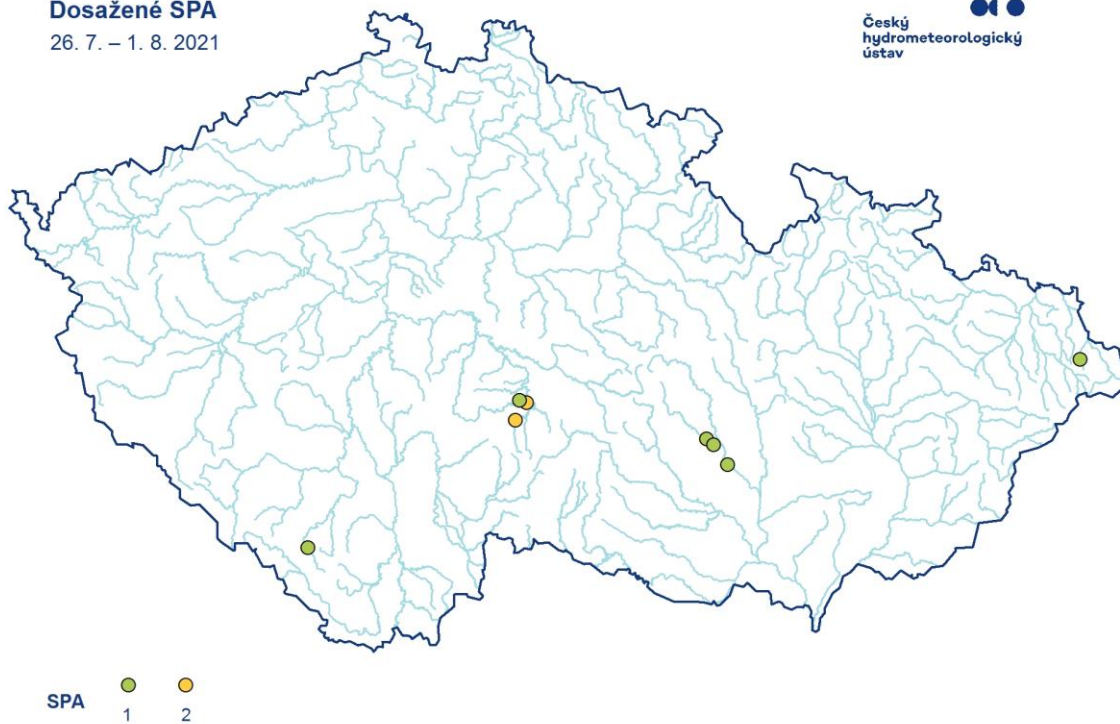 Dosažené SPA
26. 7. – 1. 8. 2021
Český
hydrometeorologický
ústav
SPA
1
2